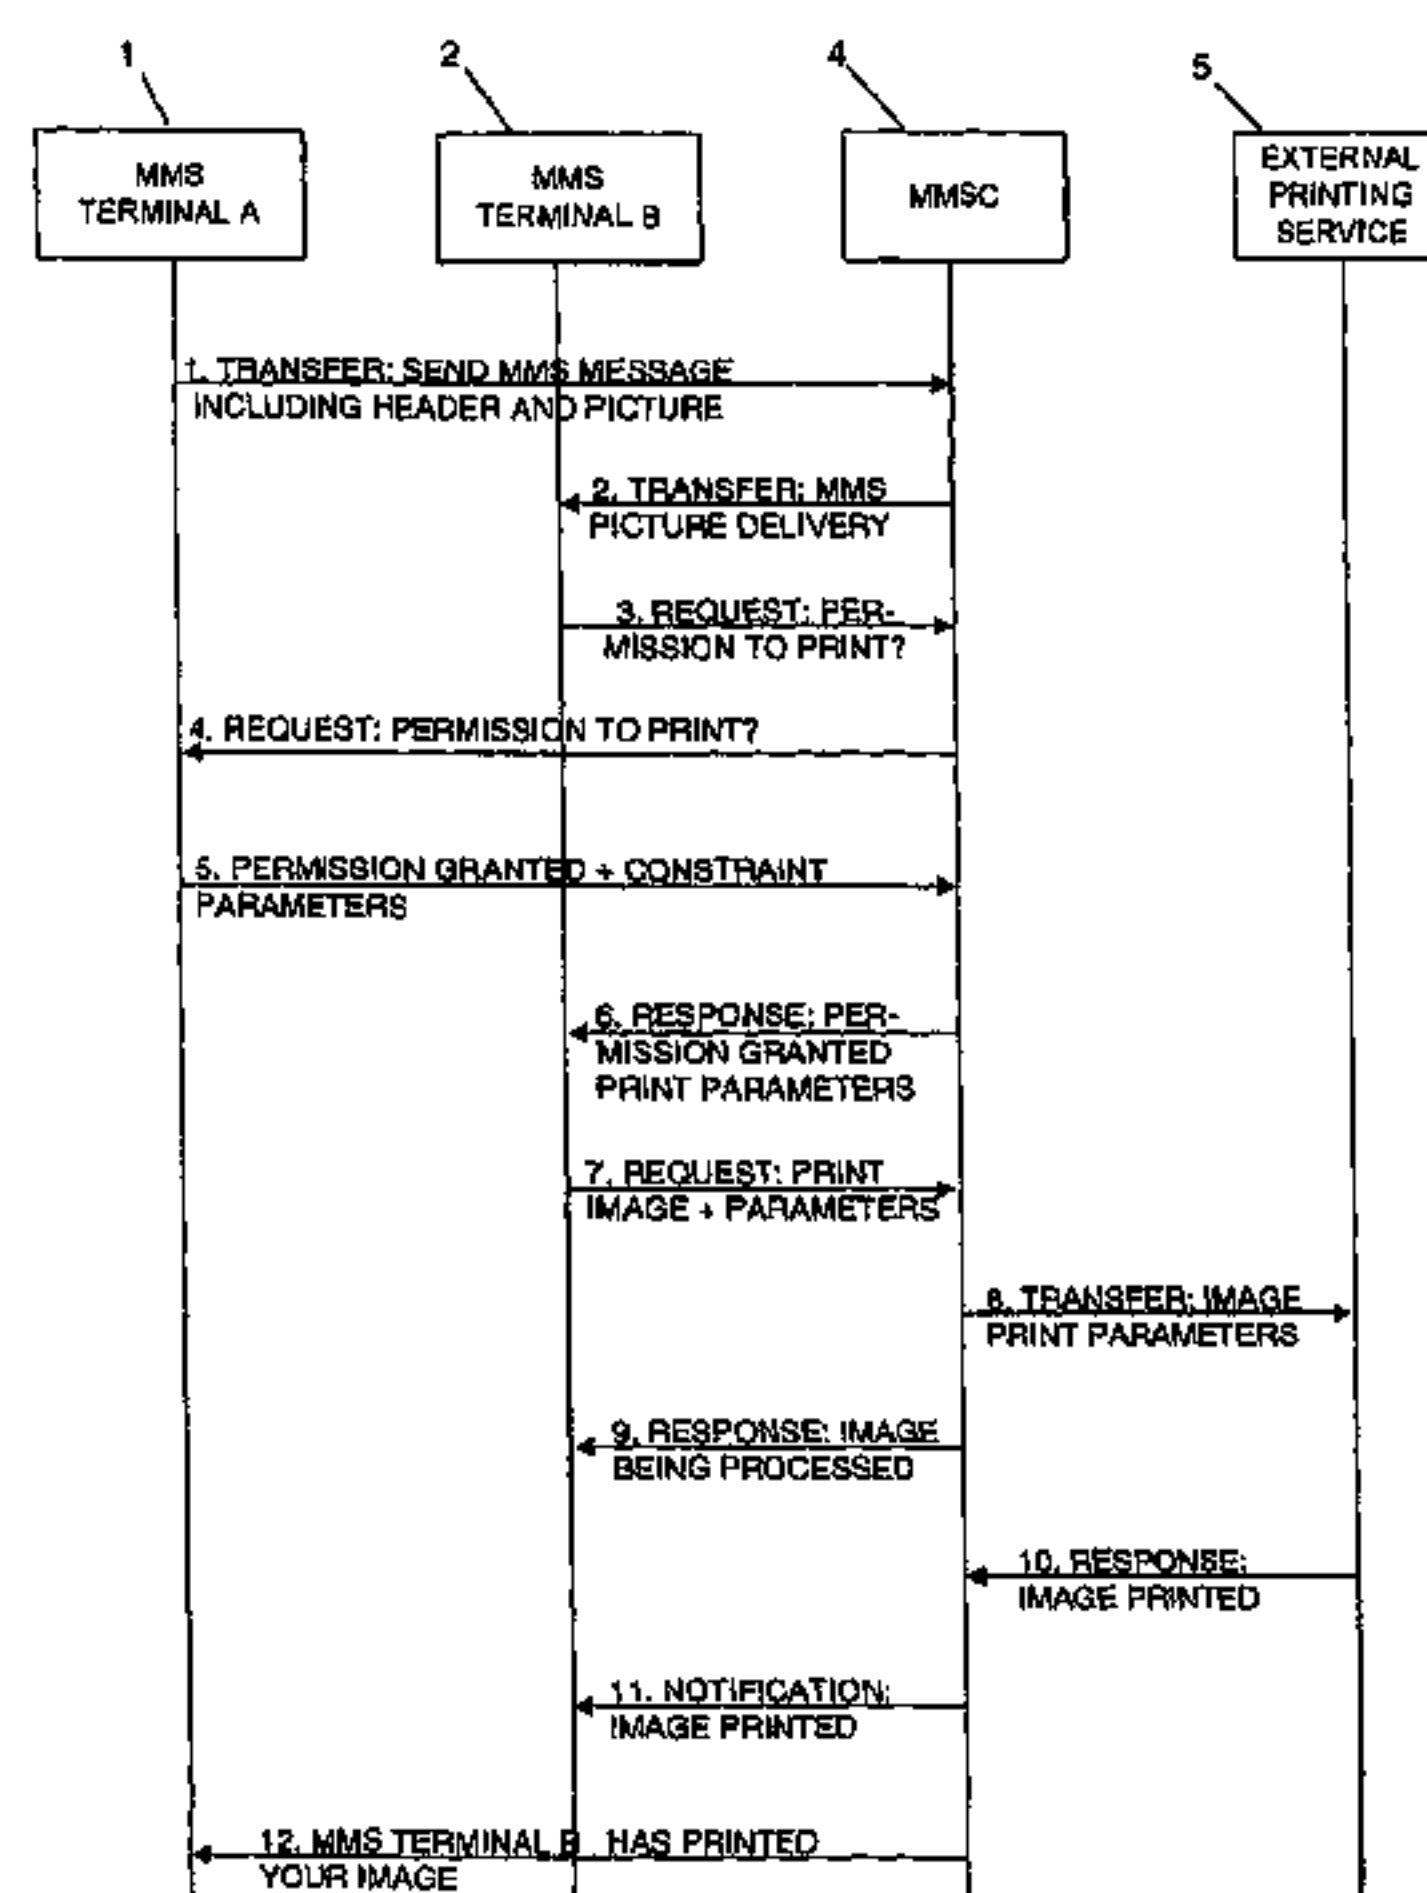 1
2
4
5
MMS
TERMINAL A
MMS
TERMINAL B
MMSC
EXTERNAL
PRINTING
SERVICE
1. TRANSFER: SEND MMS MESSAGE
INCLUDING HEADER AND PICTURE
2. TRANSFER: MMS
PICTURE DELIVERY
3. REQUEST: PER-
MISSION TO PRINT?
4. REQUEST: PERMISSION TO PRINT?
5. PERMISSION GRANTED + CONSTRAINT
PARAMETERS
6. RESPONSE: PER-
MISSION GRANTED
PRINT PARAMETERS
7. REQUEST: PRINT
IMAGE + PARAMETERS
8. TRANSFER: IMAGE
PRINT PARAMETERS
9. RESPONSE: IMAGE
BEING PROCESSED
10. RESPONSE:
IMAGE PRINTED
11. NOTIFICATION:
IMAGE PRINTED
12. MMS TERMINAL B HAS PRINTED
YOUR IMAGE